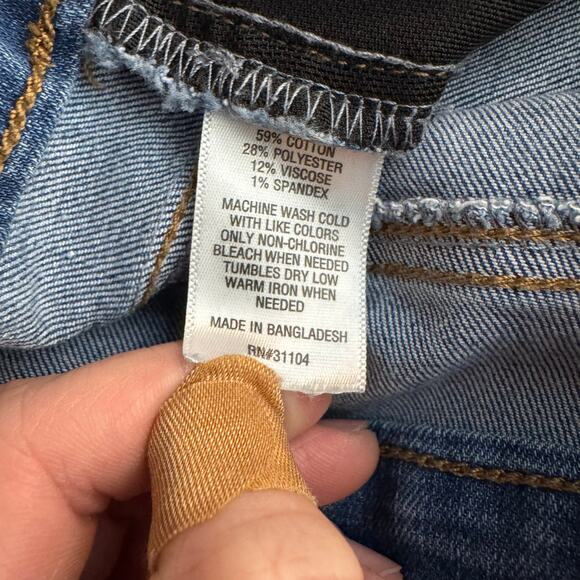 59% COTTON
28% POLYESTER
12% VISCOSE
1% SPANDEX
MACHINE WASH COLD
WITH LIKE COLORS
ONLY NON-CHLORINE
BLEACH WHEN NEEDED
TUMBLES DRY LOW
WARM IRON WHEN
NEEDED
MADE IN BANGLADESH
RN#31104